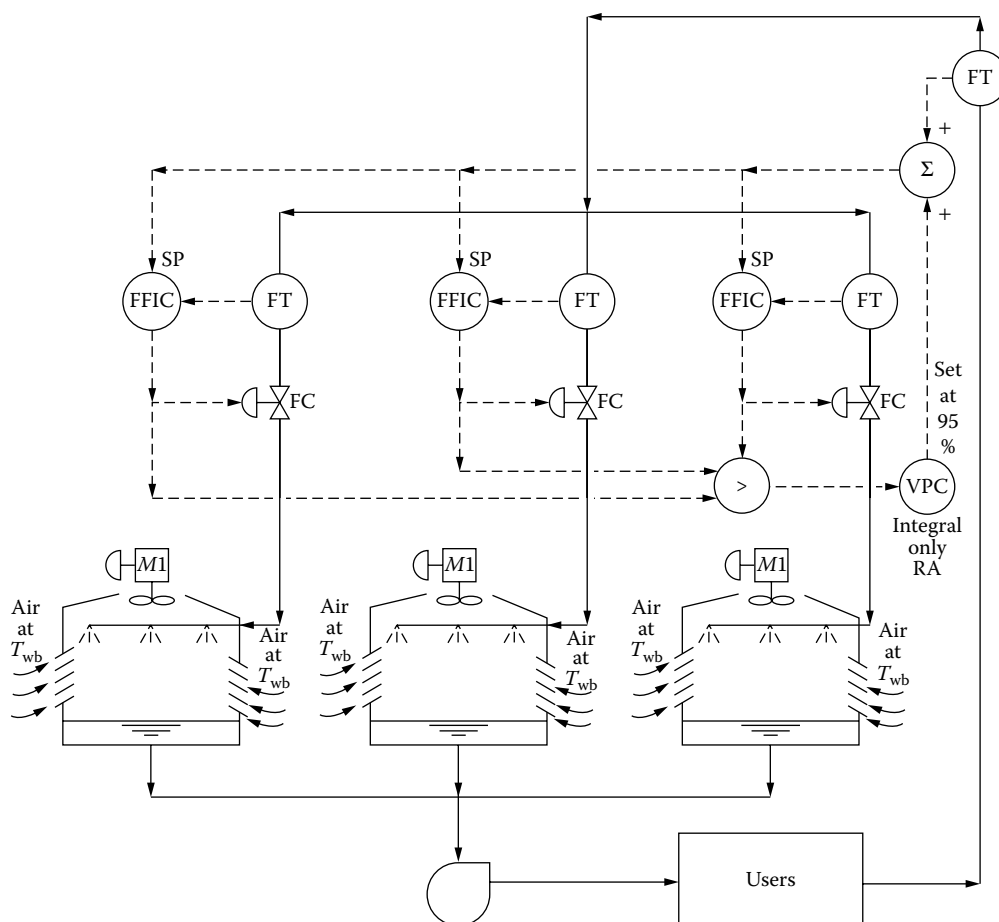 FT
+
Σ
+
SP
SP
SP
FFIC
FT
FFIC
FT
FFIC
FT
FC
FC
FC
Set
at
95
%
>
VPC
Integral
only
RA
M1
M1
M1
Air
at
Twb
Air
at
Twb
Air
at
Twb
Air
at
Twb
Air
at
Twb
Air
at
Twb
Users